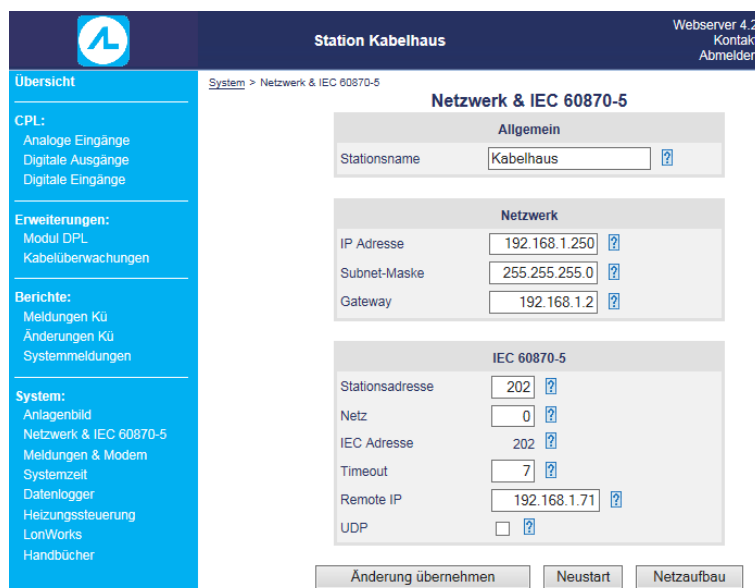 Station Kabelhaus
Webserver 4.2
Kontakt
Abmelden
Übersicht
CPL:
Analoge Eingänge
Digitale Ausgänge
Digitale Eingänge
Erweiterungen:
Modul DPL
Kabelüberwachungen
Berichte:
Meldungen Kü
Änderungen Kü
Systemmeldungen
System:
Anlagenbild
Netzwerk & IEC 60870-5
Meldungen & Modem
Systemzeit
Datenlogger
Heizungssteuerung
LonWorks
Handbücher
System > Netzwerk & IEC 60870-5
Netzwerk & IEC 60870-5
Allgemein
Stationsname Kabelhaus ?
Netzwerk
IP Adresse 192.168.1.250 ?
Subnet-Maske 255.255.255.0 ?
Gateway 192.168.1.2 ?
IEC 60870-5
Stationsadresse 202 ?
Netz 0 ?
IEC Adresse 202 ?
Timeout 7 ?
Remote IP 192.168.1.71 ?
UDP ?
Änderung übernehmen Neustart Netzaufbau